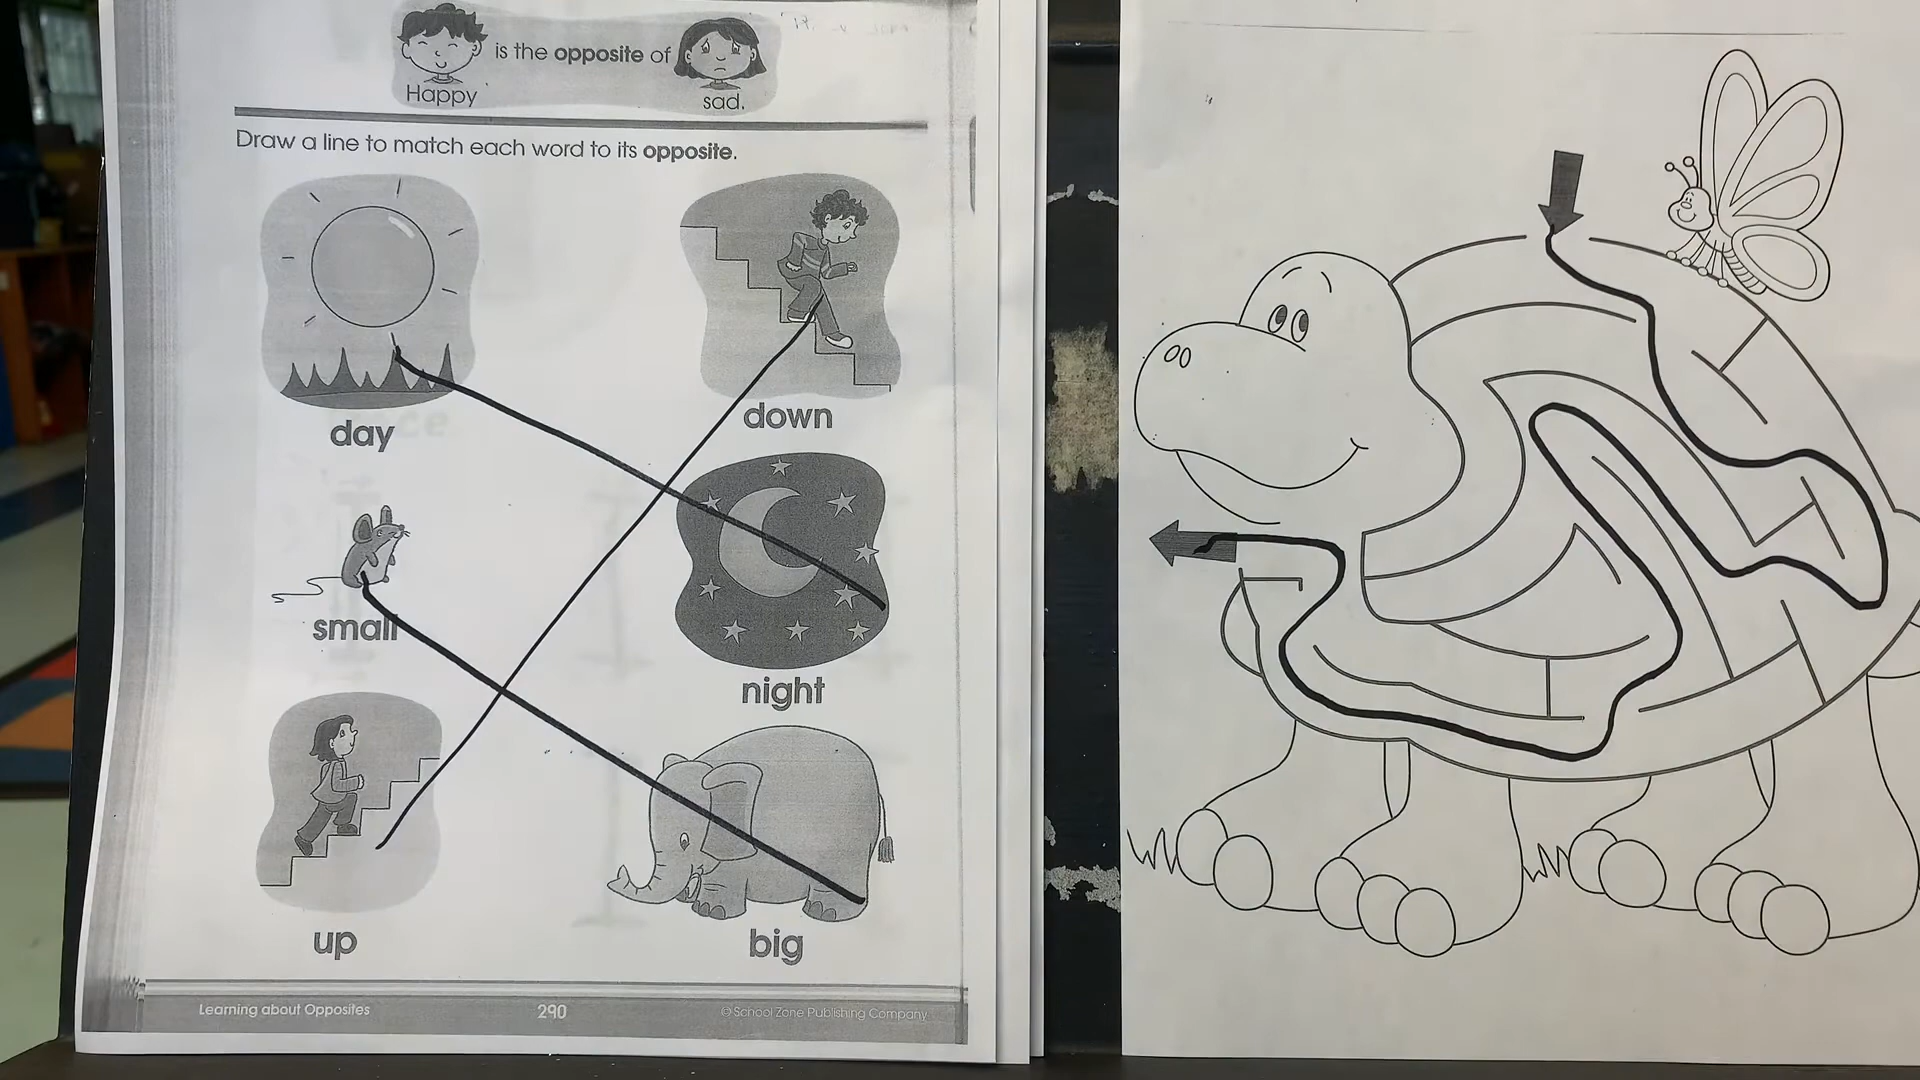 is the opposite of
Happy
sad.
Draw a line to match each word to its opposite.
day
down
small
night
up
big
Learning about Opposites
290
© School Zone Publishing Company